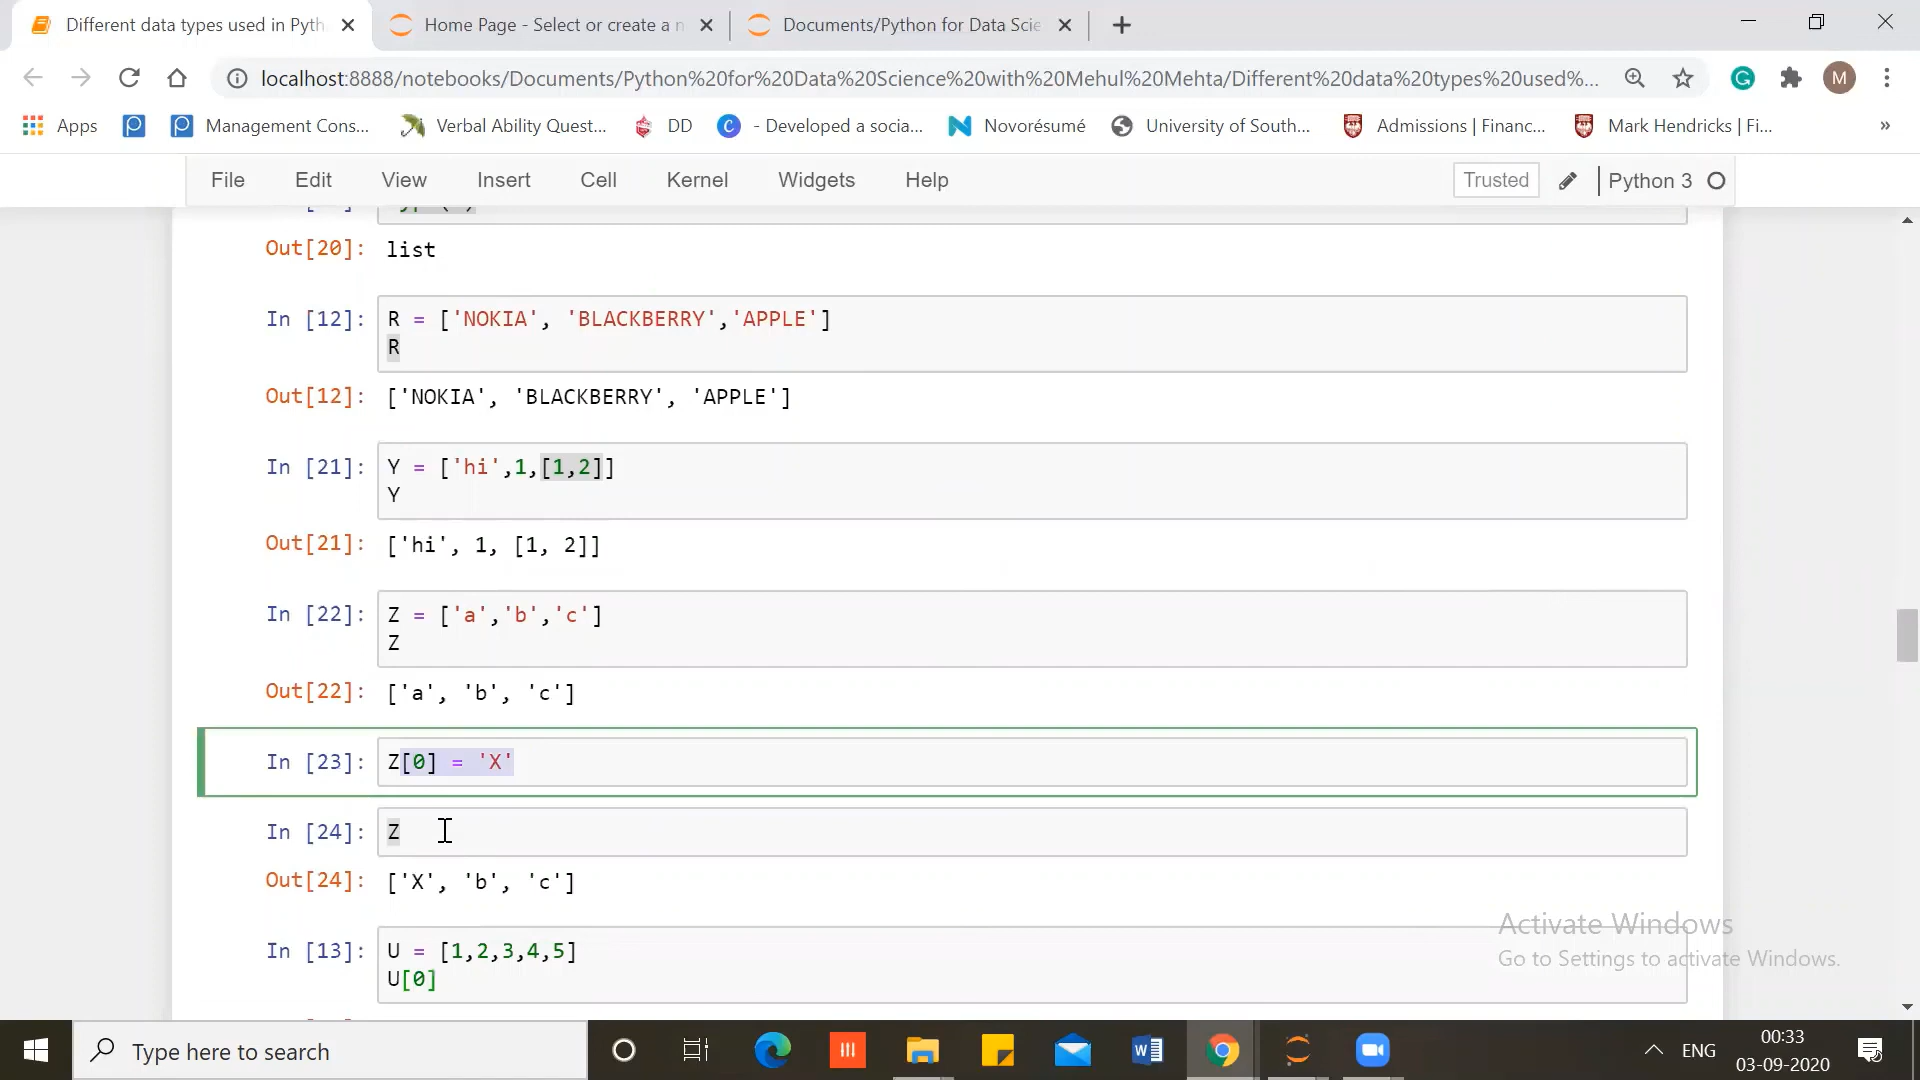 Different data types used in Pyth
Home Page - Select or create a n
Documents/Python for Data Scie
localhost:8888/notebooks/Documents/Python%20for%20Data%20Science%20with%20Mehul%20Mehta/Different%20data%20types%20used%...
M
Apps
Management Cons...
Verbal Ability Quest...
DD
- Developed a socia...
Novorésumé
University of South...
Admissions | Financ...
Mark Hendricks | Fi...
»
File Edit View Insert Cell Kernel Widgets Help
Trusted
Python 3
Out[20]: list
In [12]: R = ['NOKIA', 'BLACKBERRY','APPLE']
R
Out[12]: ['NOKIA', 'BLACKBERRY', 'APPLE']
In [21]: Y = ['hi',1,[1,2]]
Y
Out[21]: ['hi', 1, [1, 2]]
In [22]: Z = ['a','b','c']
Z
Out[22]: ['a', 'b', 'c']
In [23]: Z[0] = 'X'
In [24]: Z
Out[24]: ['X', 'b', 'c']
In [13]: U = [1,2,3,4,5]
U[0]
Activate Windows
Go to Settings to activate Windows.
Type here to search
ENG
00:33
03-09-2020